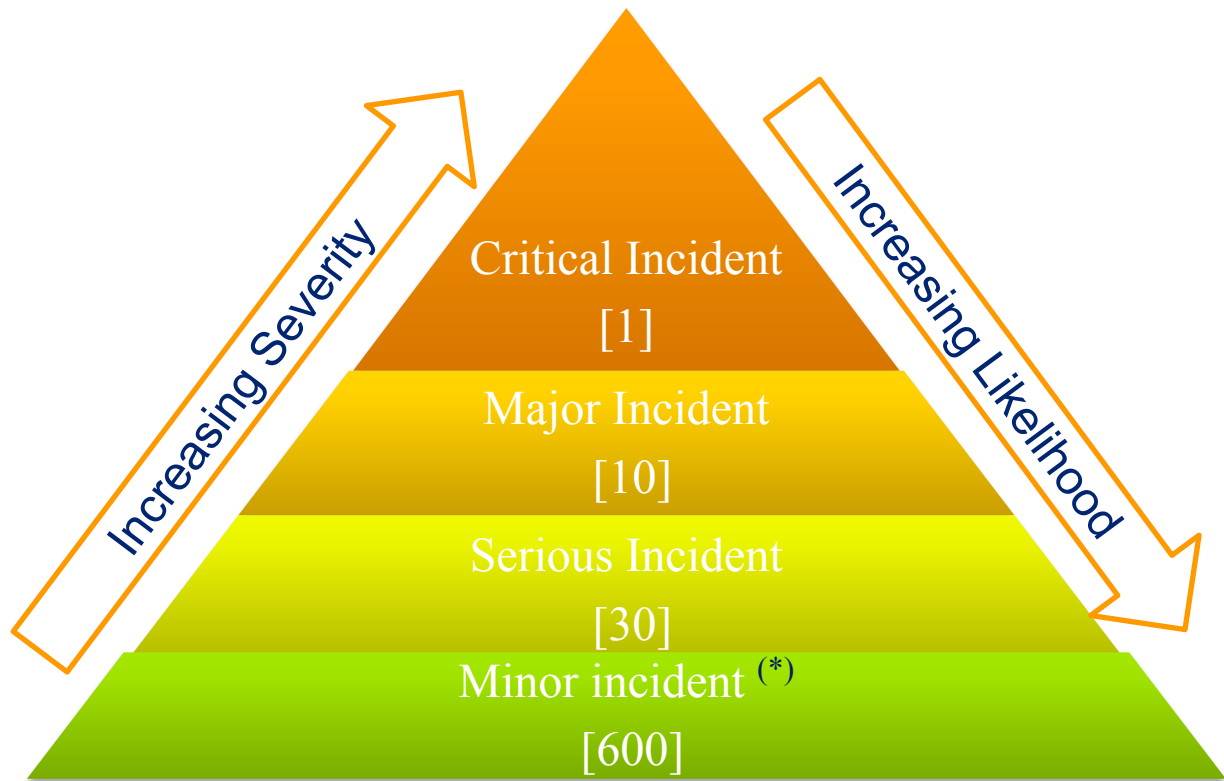 Increasing Severity
Increasing Likelihood
Critical Incident
[1]
Major Incident
[10]
Serious Incident
[30]
Minor incident (*)
[600]